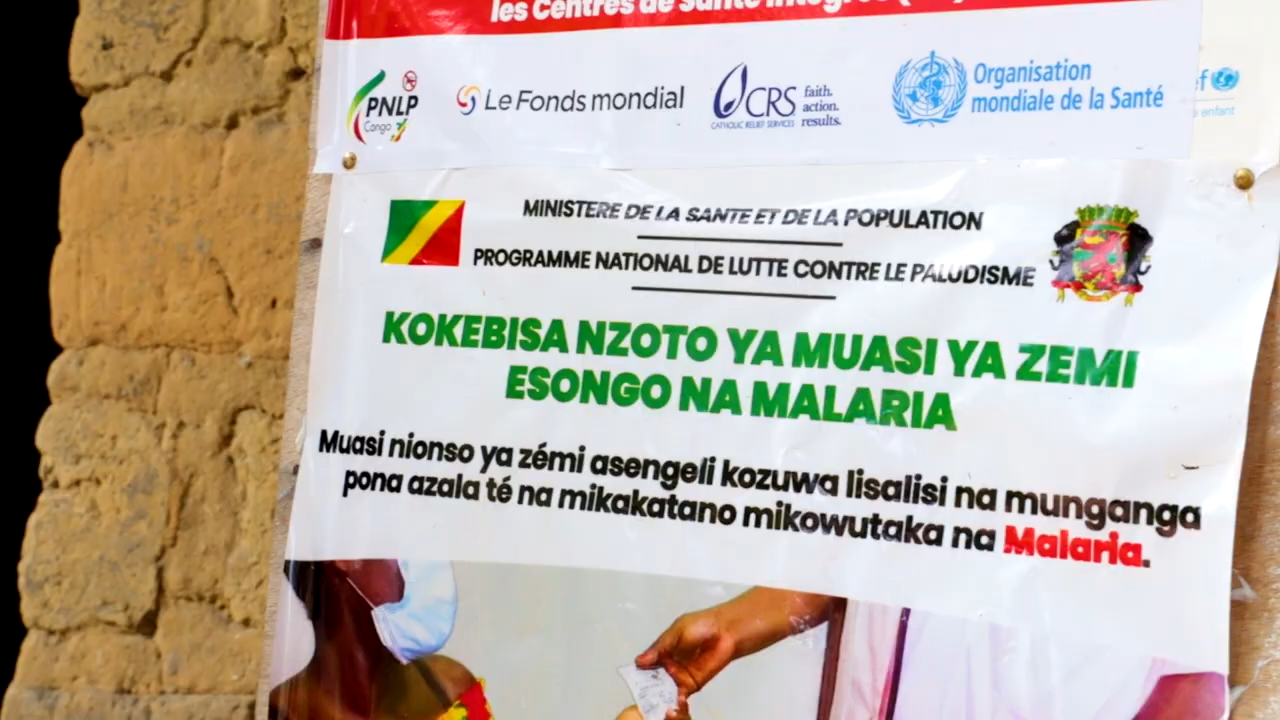 les Centres de Santé Intégrés
PNLP
Congo
Le Fonds mondial
CRS
CATHOLIC RELIEF SERVICES
faith.
action.
results.
Organisation
mondiale de la Santé
ef
enfant
MINISTERE DE LA SANTE ET DE LA POPULATION
PROGRAMME NATIONAL DE LUTTE CONTRE LE PALUDISME
KOKEBISA NZOTO YA MUASI YA ZEMI
ESONGO NA MALARIA
Muasi nionso ya zémi asengeli kozuwa lisalisi na munganga
pona azala té na mikakatano mikowutaka na Malaria.